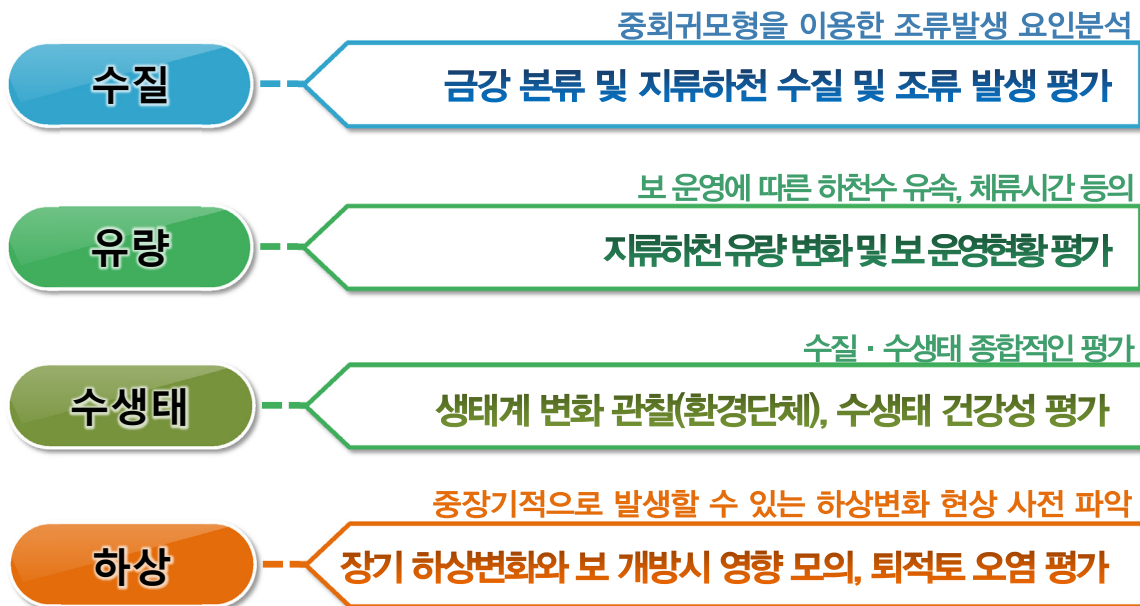 중회귀모형을 이용한 조류발생 요인분석
수질
금강 본류 및 지류하천 수질 및 조류 발생 평가
보 운영에 따른 하천수 유속, 체류시간 등의
유량
지류하천 유량 변화 및 보 운영현황 평가
수질 · 수생태 종합적인 평가
수생태
생태계 변화 관찰(환경단체), 수생태 건강성 평가
중장기적으로 발생할 수 있는 하상변화 현상 사전 파악
하상
장기 하상변화와 보 개방시 영향 모의, 퇴적토 오염 평가